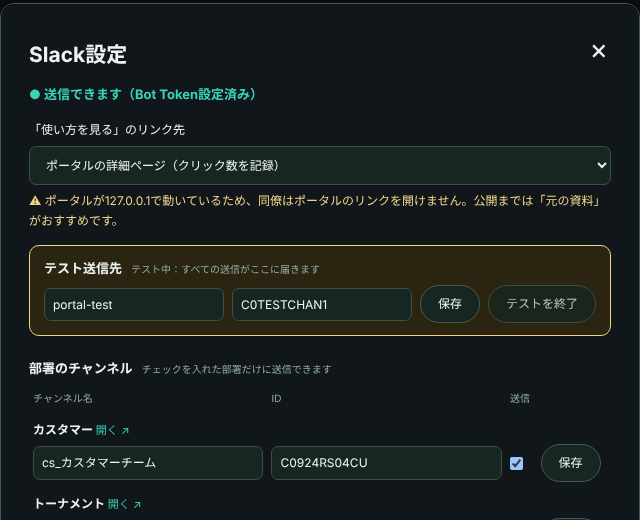 Slack設定
×
● 送信できます（Bot Token設定済み）
「使い方を見る」のリンク先
ポータルの詳細ページ（クリック数を記録）
⚠ ポータルが127.0.0.1で動いているため、同僚はポータルのリンクを開けません。公開までは「元の資料」
がおすすめです。
テスト送信先 テスト中：すべての送信がここに届きます
portal-test C0TESTCHAN1 保存 テストを終了
部署のチャンネル チェックを入れた部署だけに送信できます
チャンネル名 ID 送信
カスタマー 開く ↗
cs_カスタマーチーム C0924RS04CU 保存
トーナメント 開く ↗